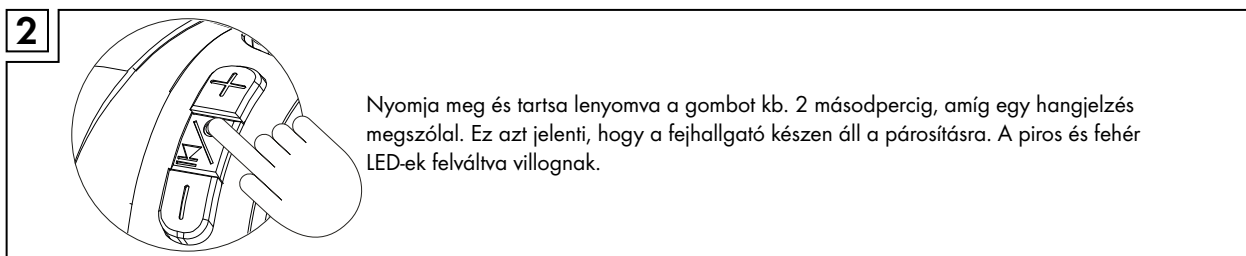 2
Nyomja meg és tartsa lenyomva a gombot kb. 2 másodpercig, amíg egy hangjelzés
megszólal. Ez azt jelenti, hogy a fejhallgató készen áll a párosításra. A piros és fehér
LED-ek felváltva villognak.